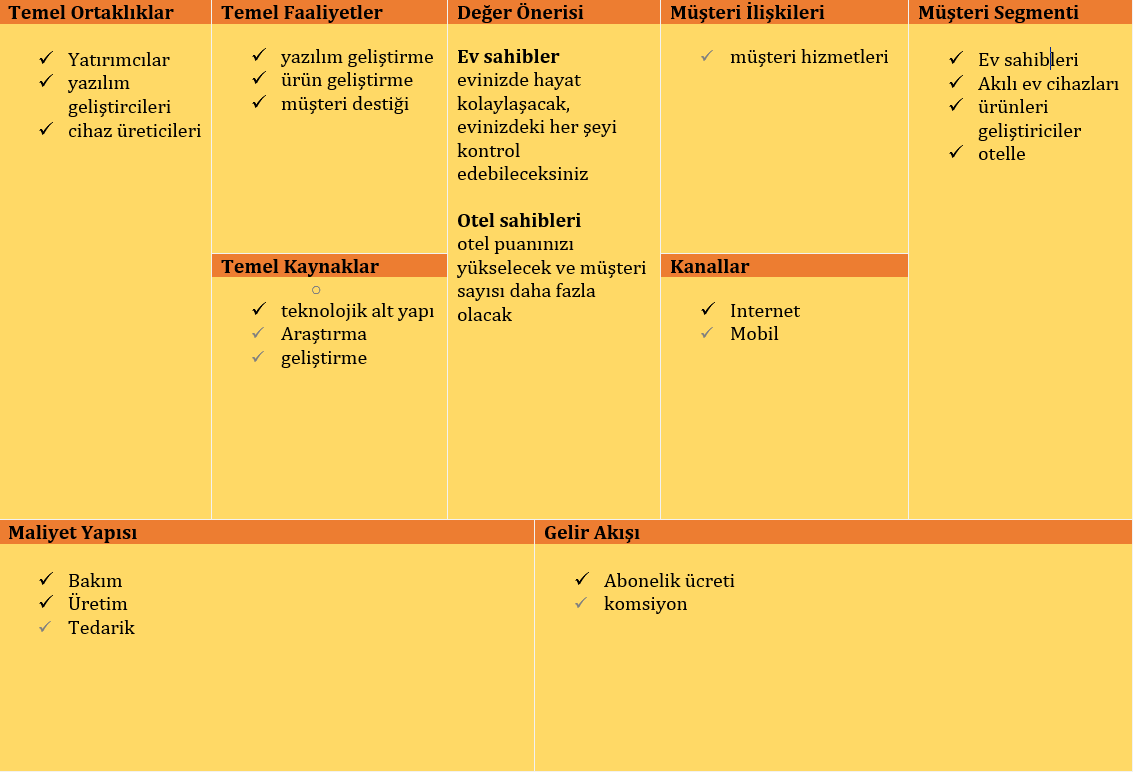 Temel Ortaklıklar
Yatırımcılar
yazılım
geliştircileri
cihaz üreticileri
Temel Faaliyetler
yazılım geliştirme
ürün geliştirme
müşteri destiği
Temel Kaynaklar
teknolojik alt yapı
Araştırma
geliştirme
Değer Önerisi
Ev sahibler
evinizde hayat
kolaylaşacak,
evinizdeki her şeyi
kontrol
edebileceksiniz
Otel sahibleri
otel puanınızı
yükselecek ve müşteri
sayısı daha fazla
olacak
Müşteri İlişkileri
müşteri hizmetleri
Kanallar
Internet
Mobil
Müşteri Segmenti
Ev sahibleri
Akılı ev cihazları
ürünleri
geliştiriciler
otelle
Maliyet Yapısı
Bakım
Üretim
Tedarik
Gelir Akışı
Abonelik ücreti
komsiyon